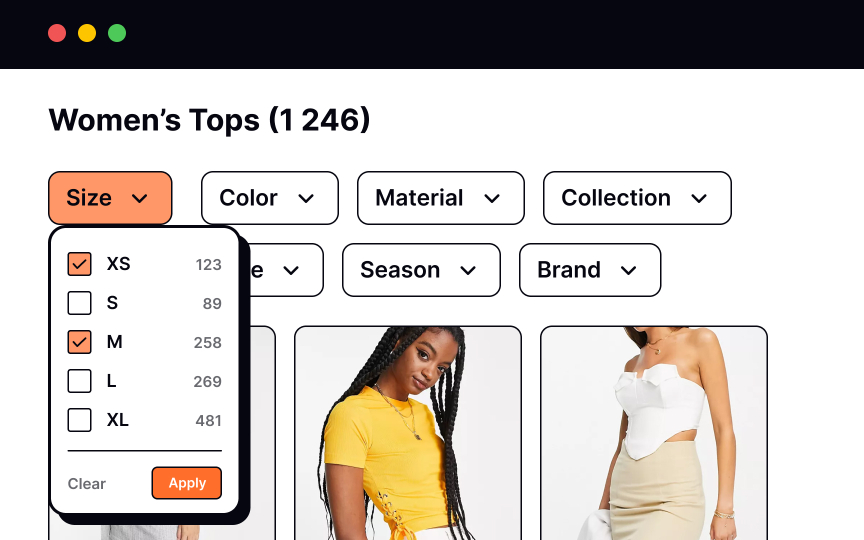 Women’s Tops (1 246)
Size
Color
Material
Collection
Season
Brand
XS 123
S 89
M 258
L 269
XL 481
Clear
Apply